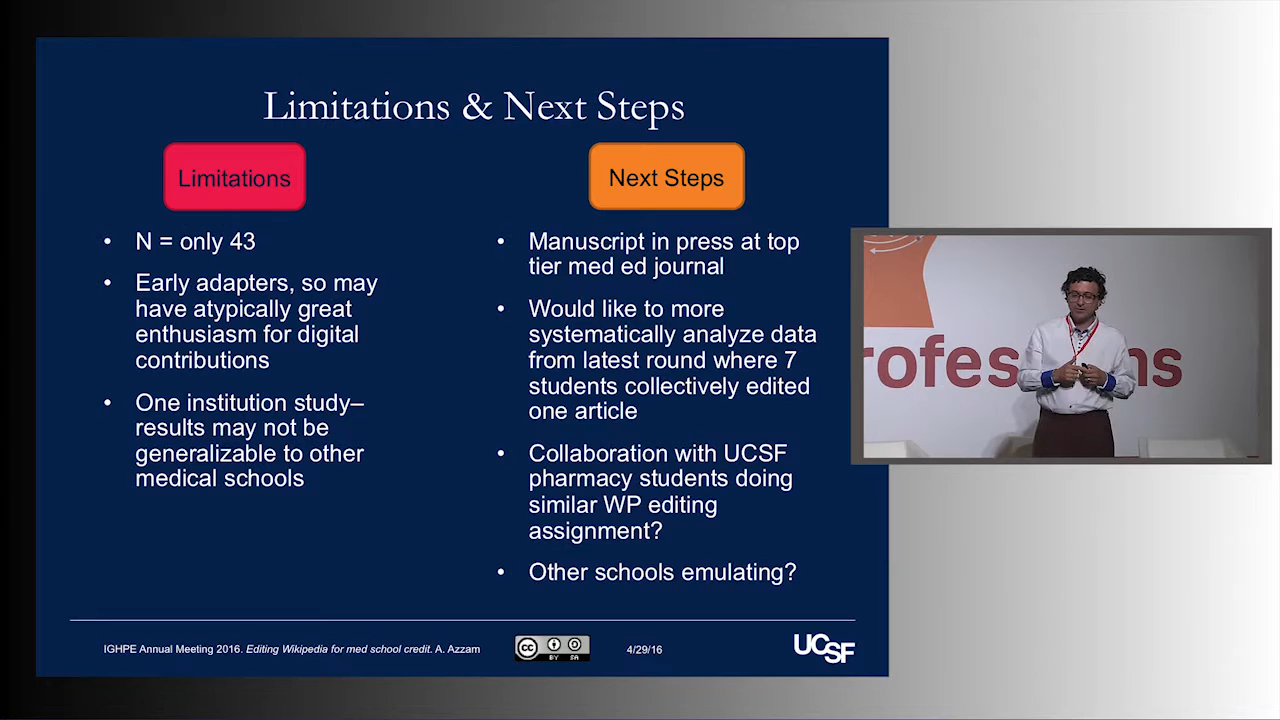 Limitations & Next Steps
Limitations
• N = only 43
• Early adapters, so may
have atypically great
enthusiasm for digital
contributions
• One institution study–
results may not be
generalizable to other
medical schools
Next Steps
• Manuscript in press at top
tier med ed journal
• Would like to more
systematically analyze data
from latest round where 7
students collectively edited
one article
• Collaboration with UCSF
pharmacy students doing
similar WP editing
assignment?
• Other schools emulating?
IGHPE Annual Meeting 2016. Editing Wikipedia for med school credit. A. Azzam
cc
BY SA
4/29/16
UCSF